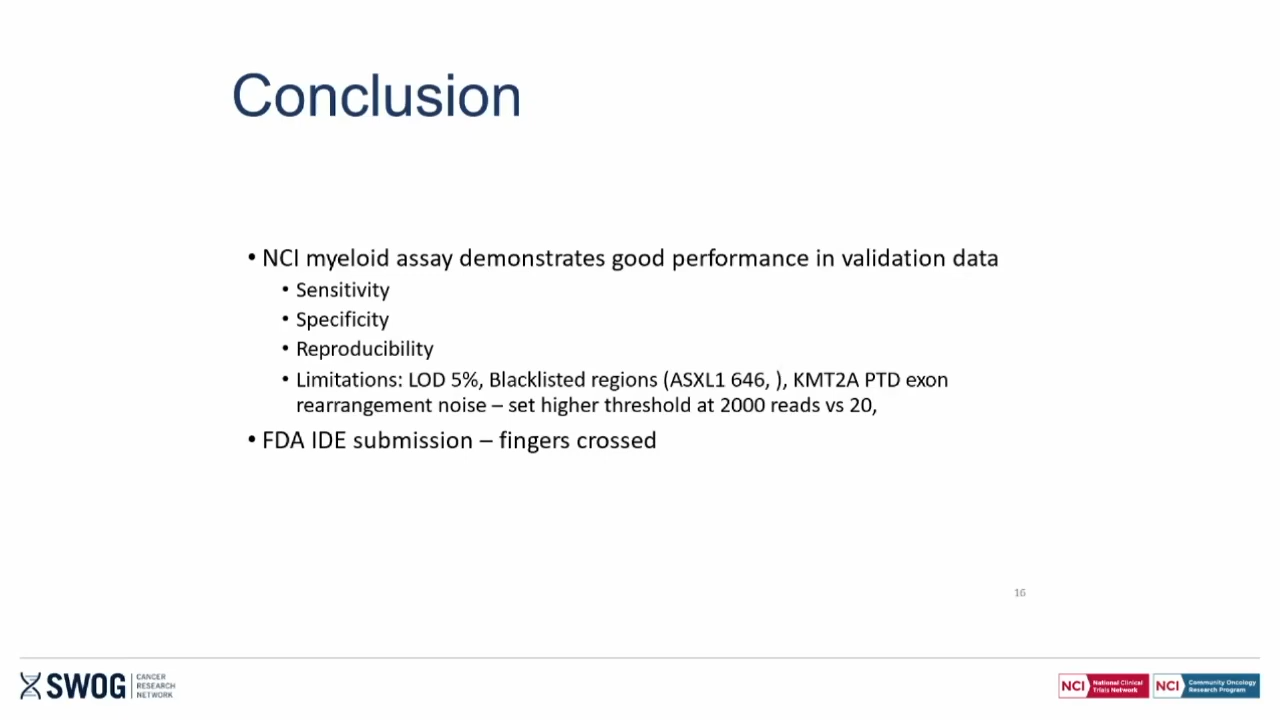 Conclusion
• NCI myeloid assay demonstrates good performance in validation data
• Sensitivity
• Specificity
• Reproducibility
• Limitations: LOD 5%, Blacklisted regions (ASXL1 646, ), KMT2A PTD exon
rearrangement noise – set higher threshold at 2000 reads vs 20,
• FDA IDE submission – fingers crossed
16
SWOG
CANCER
RESEARCH
NETWORK
NCI
National Clinical
Trials Network
NCI
Community Oncology
Research Program